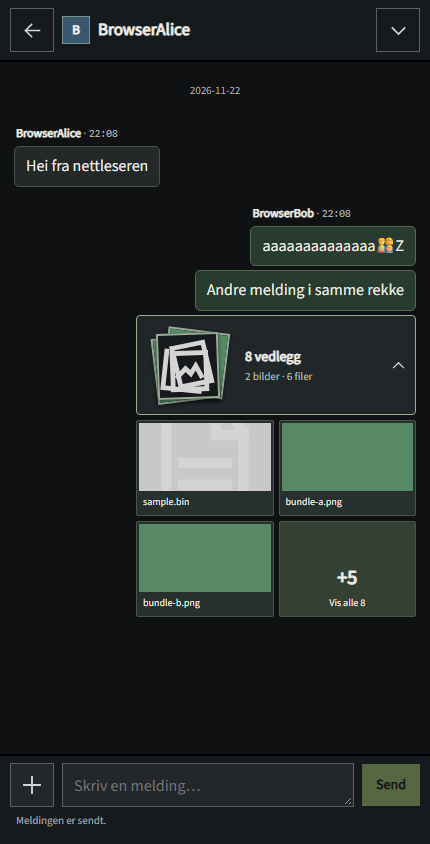 B BrowserAlice
2026-11-22
BrowserAlice · 22:08
Hei fra nettleseren
BrowserBob · 22:08
aaaaaaaaaaaaaa👫Z
Andre melding i samme rekke
8 vedlegg
2 bilder · 6 filer
sample.bin
bundle-a.png
bundle-b.png
+5
Vis alle 8
Skriv en melding...
Send
Meldingen er sendt.